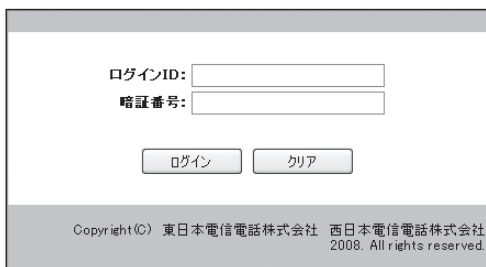 ログインID:
暗証番号:
ログイン クリア
Copyright(C) 東日本電信電話株式会社 西日本電信電話株式会社
2008. All rights reserved.